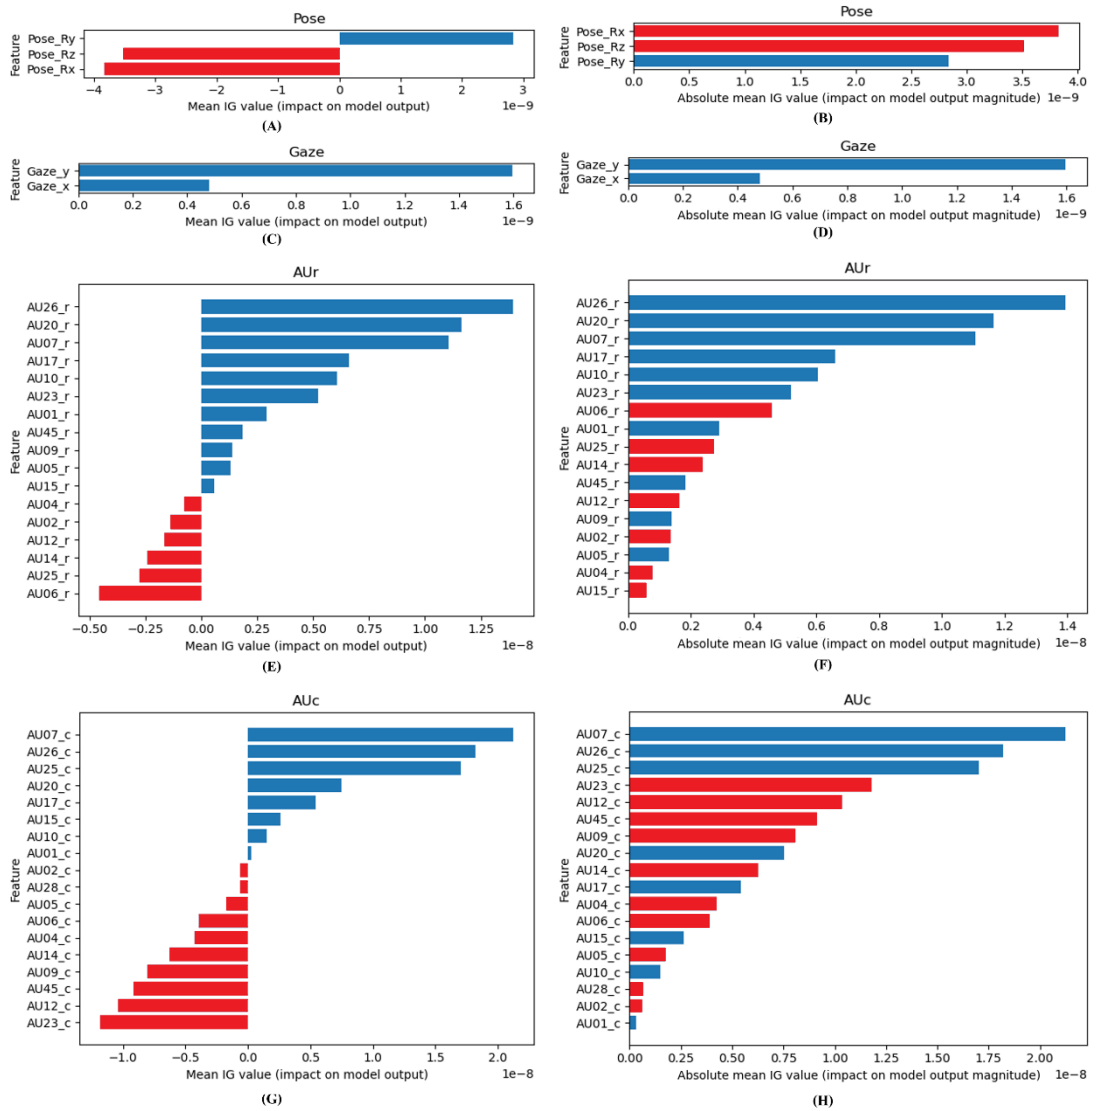 Pose
Feature
Pose_Ry
Pose_Rz
Pose_Rx
−4 −3 −2 −1 0 1 2 3
1e−9
Mean IG value (impact on model output)
(A)
Pose
Feature
Pose_Rx
Pose_Rz
Pose_Ry
0.0 0.5 1.0 1.5 2.0 2.5 3.0 3.5 4.0
1e−9
Absolute mean IG value (impact on model output magnitude)
(B)
Gaze
Feature
Gaze_y
Gaze_x
0.0 0.2 0.4 0.6 0.8 1.0 1.2 1.4 1.6
1e−9
Mean IG value (impact on model output)
(C)
Gaze
Feature
Gaze_y
Gaze_x
0.0 0.2 0.4 0.6 0.8 1.0 1.2 1.4 1.6
1e−9
Absolute mean IG value (impact on model output magnitude)
(D)
AUr
Feature
AU26_r
AU20_r
AU07_r
AU17_r
AU10_r
AU23_r
AU01_r
AU45_r
AU09_r
AU05_r
AU15_r
AU04_r
AU02_r
AU12_r
AU14_r
AU25_r
AU06_r
−0.50 −0.25 0.00 0.25 0.50 0.75 1.00 1.25
1e−8
Mean IG value (impact on model output)
(E)
AUr
Feature
AU26_r
AU20_r
AU07_r
AU17_r
AU10_r
AU23_r
AU06_r
AU01_r
AU25_r
AU14_r
AU45_r
AU12_r
AU09_r
AU02_r
AU05_r
AU04_r
AU15_r
0.0 0.2 0.4 0.6 0.8 1.0 1.2 1.4
1e−8
Absolute mean IG value (impact on model output magnitude)
(F)
AUc
Feature
AU07_c
AU26_c
AU25_c
AU20_c
AU17_c
AU15_c
AU10_c
AU01_c
AU02_c
AU28_c
AU05_c
AU06_c
AU04_c
AU14_c
AU09_c
AU45_c
AU12_c
AU23_c
−1.0 −0.5 0.0 0.5 1.0 1.5 2.0
1e−8
Mean IG value (impact on model output)
(G)
AUc
Feature
AU07_c
AU26_c
AU25_c
AU23_c
AU12_c
AU45_c
AU09_c
AU20_c
AU14_c
AU17_c
AU04_c
AU06_c
AU15_c
AU05_c
AU10_c
AU28_c
AU02_c
AU01_c
0.00 0.25 0.50 0.75 1.00 1.25 1.50 1.75 2.00
1e−8
Absolute mean IG value (impact on model output magnitude)
(H)